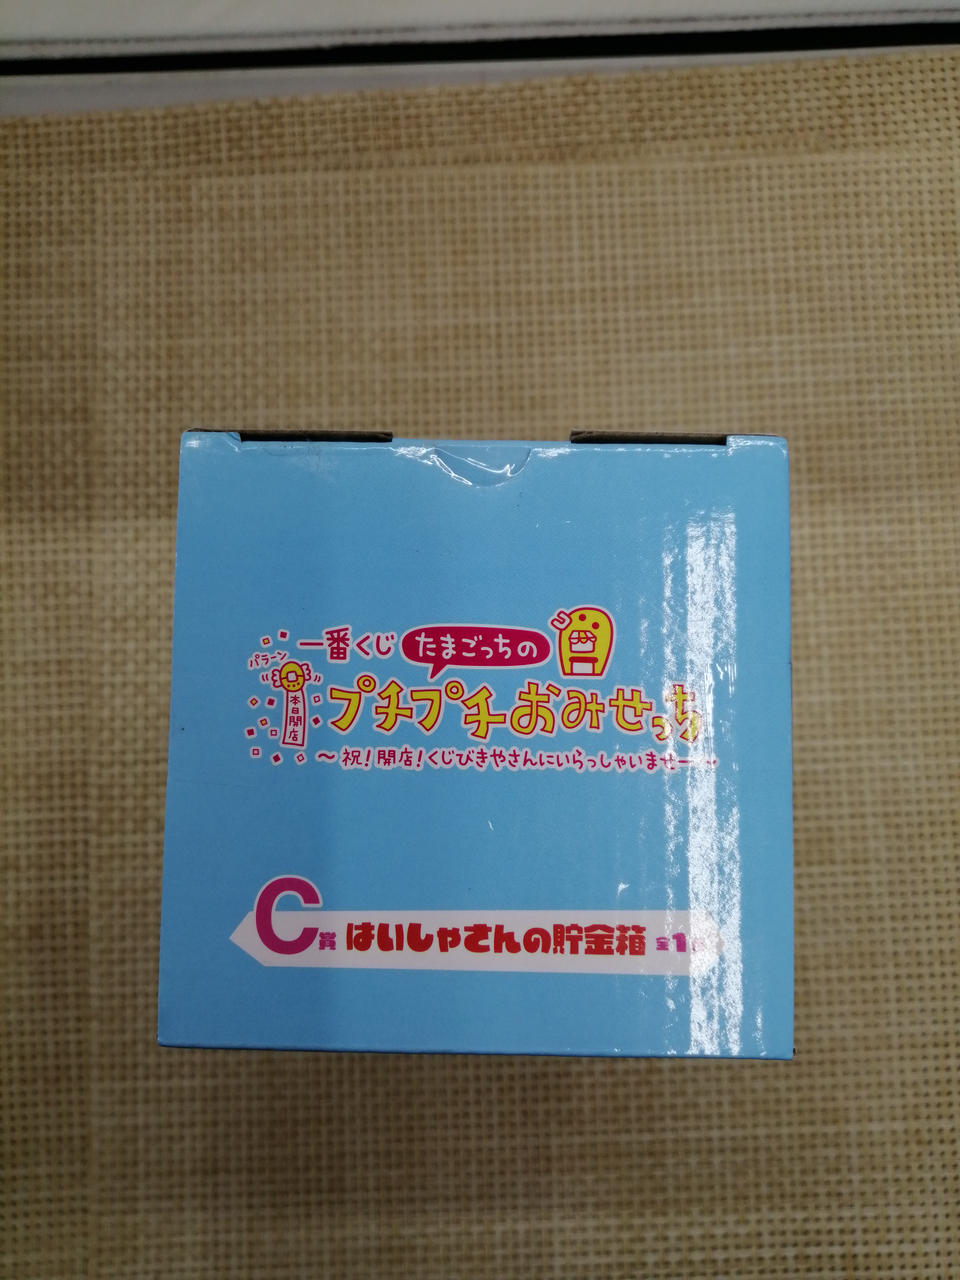 一番くじ たまごっちの
パラーン
本日開店
プチプチおみせっち
〜祝!開店!くじびきやさんにいらっしゃいませー〜
C賞 はいしゃさんの貯金箱 全1